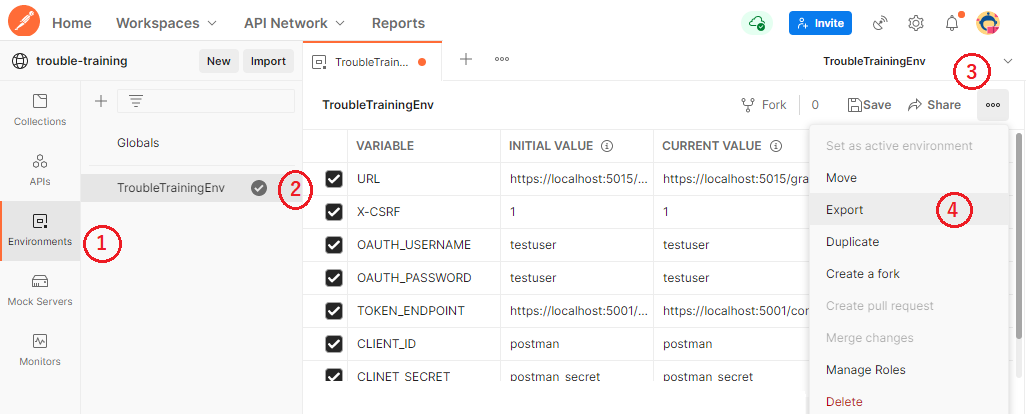 Home Workspaces API Network Reports Invite
trouble-training New Import TroubleTrain... TroubleTrainingEnv
3
Collections
APIs
Environments
Mock Servers
Monitors
1
Globals
TroubleTrainingEnv
2
TroubleTrainingEnv Fork 0 Save Share
VARIABLE INITIAL VALUE CURRENT VALUE
URL https://localhost:5015/... https://localhost:5015/gra
X-CSRF 1 1
OAUTH_USERNAME testuser testuser
OAUTH_PASSWORD testuser testuser
TOKEN_ENDPOINT https://localhost:5001/... https://localhost:5001/cor
CLIENT_ID postman postman
CLINET_SECRET postman_secret postman_secret
Set as active environment
Move
Export
4
Duplicate
Create a fork
Create pull request
Merge changes
Manage Roles
Delete